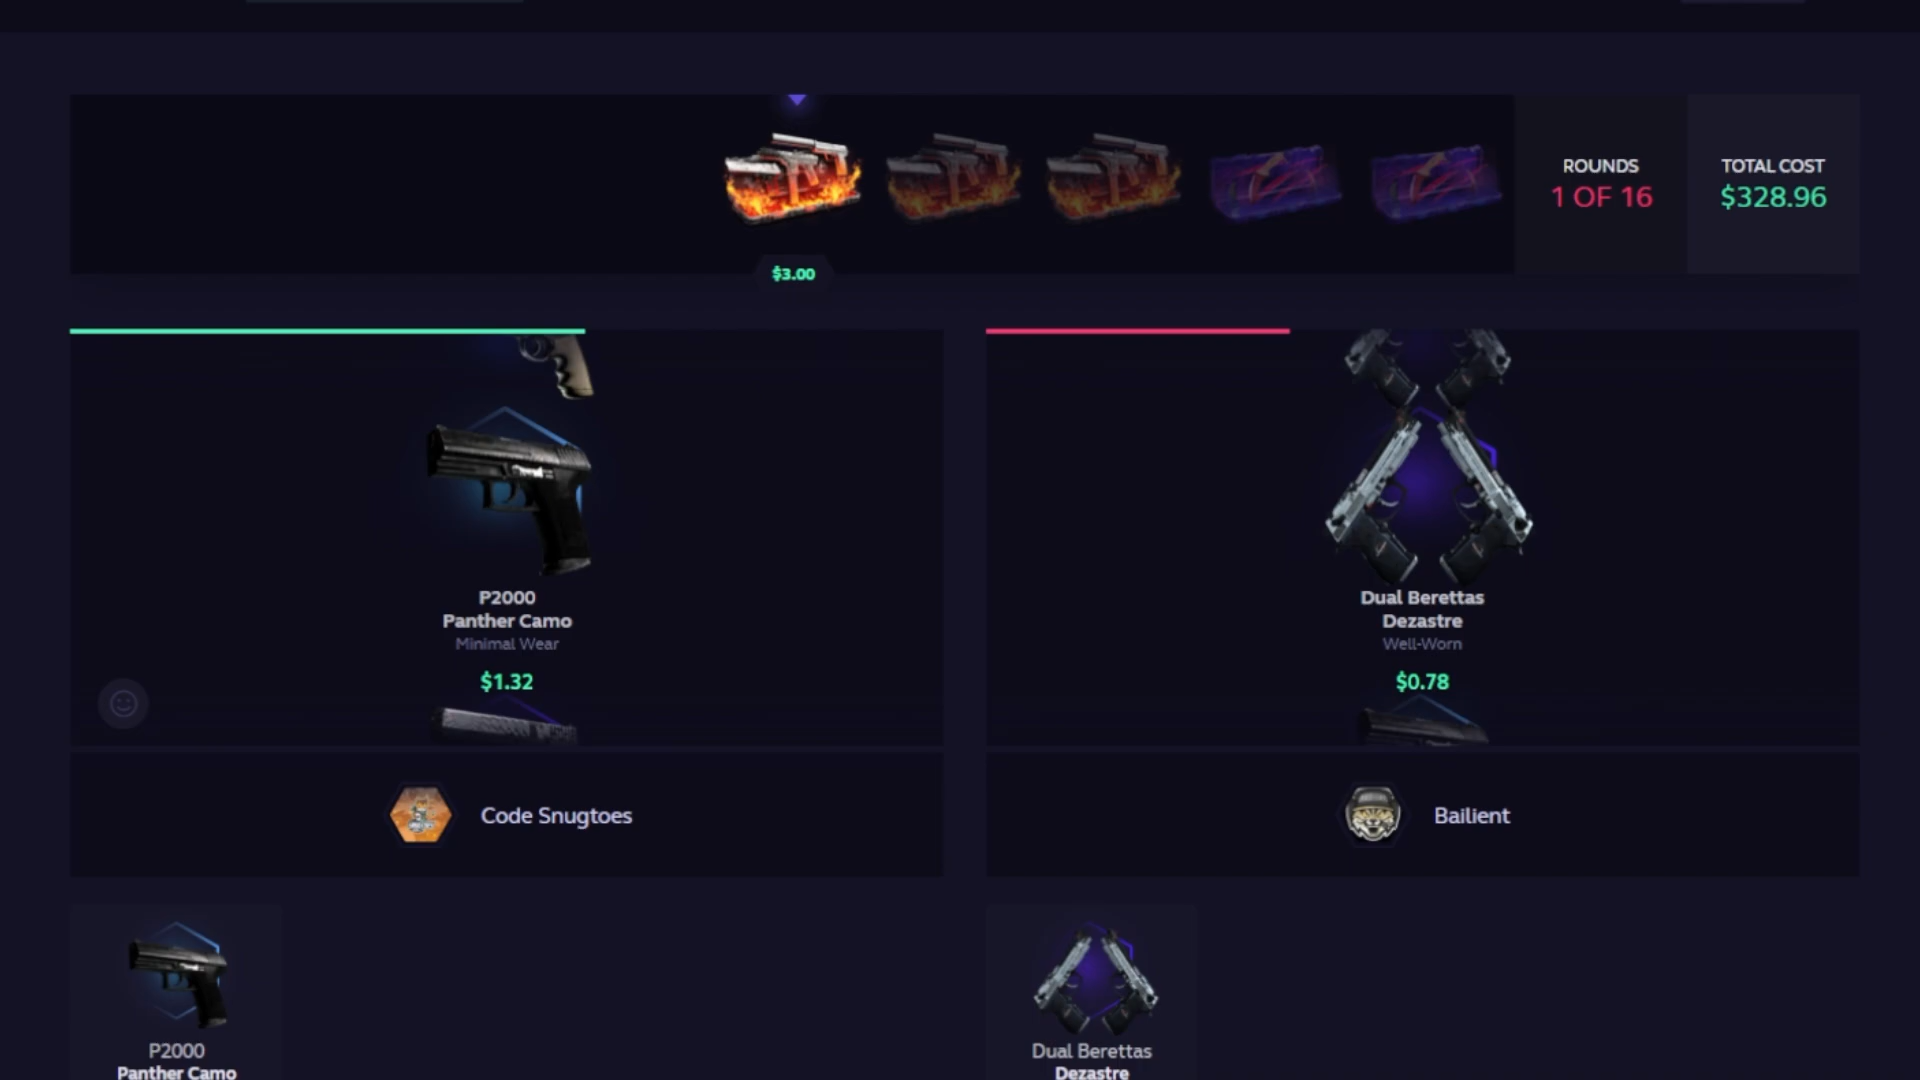 ROUNDS
1 OF 16
TOTAL COST
$328.96
$3.00
P2000
Panther Camo
Minimal Wear
$1.32
Dual Berettas
Dezastre
Well-Worn
$0.78
Code Snugtoes
Bailient
P2000
Panther Camo
Dual Berettas
Dezastre